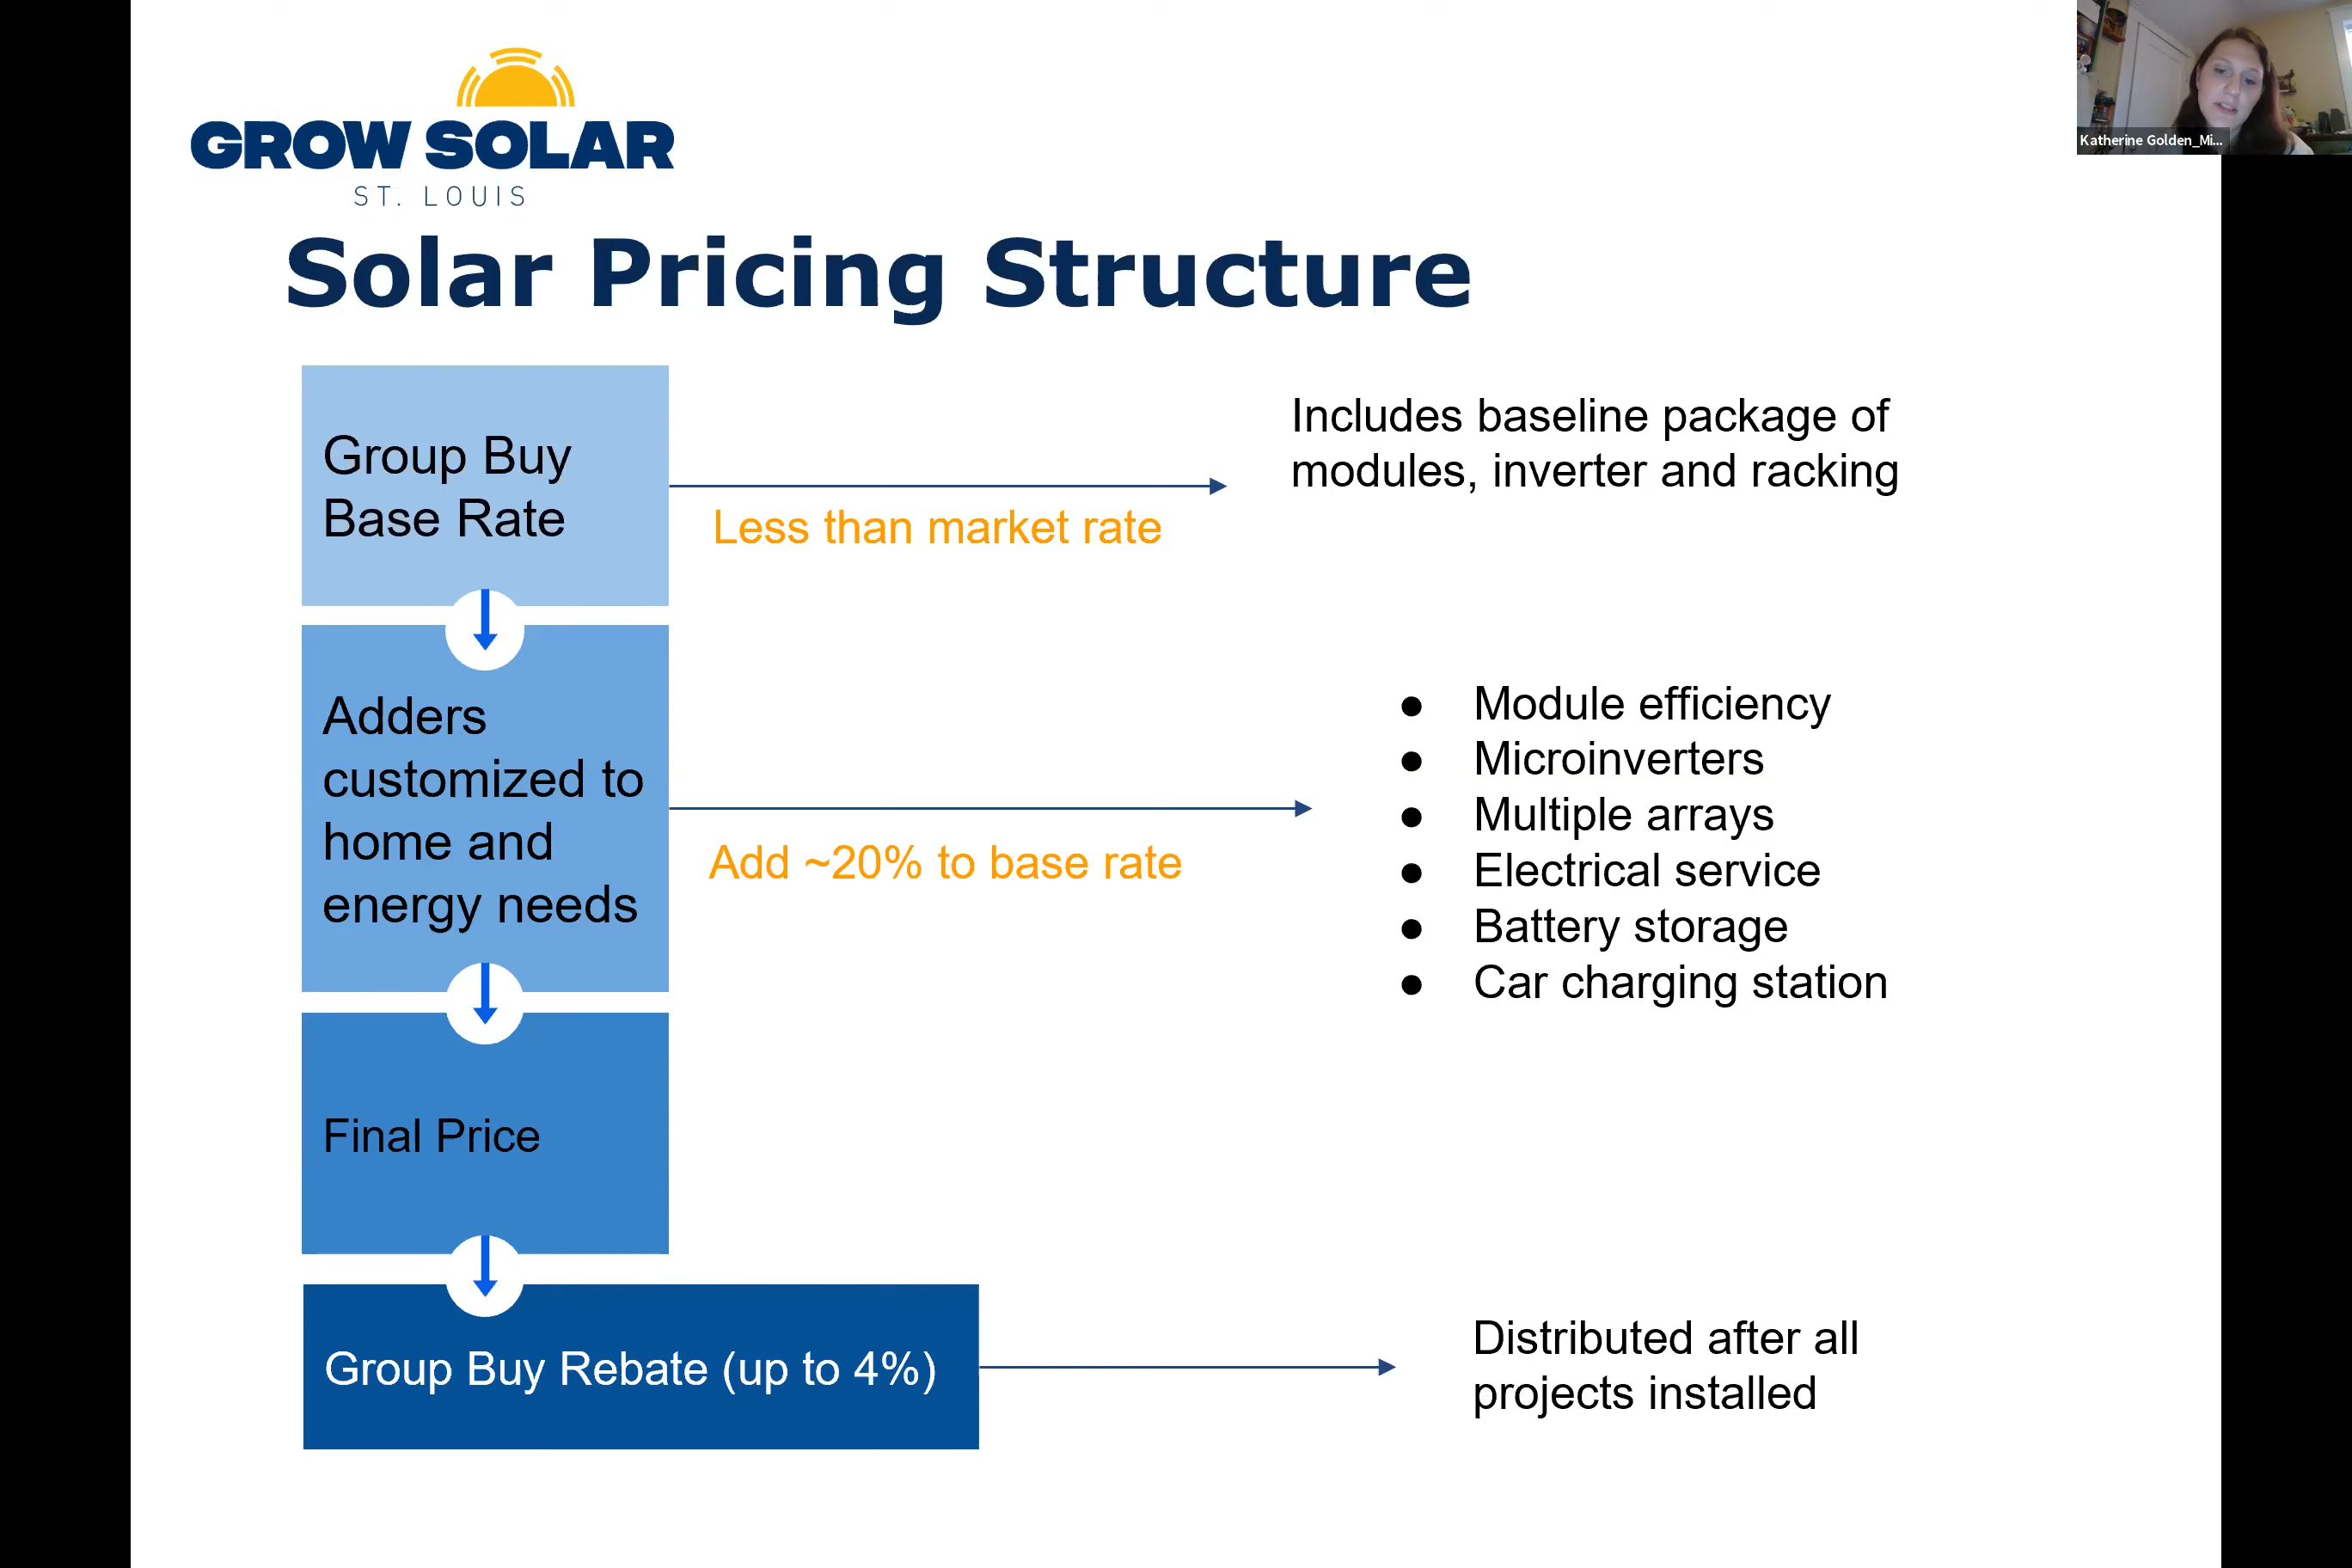 GROW SOLAR
ST. LOUIS
Katherine Golden_Mi...
Solar Pricing Structure
Group Buy
Base Rate
Less than market rate
Includes baseline package of
modules, inverter and racking
Adders
customized to
home and
energy needs
Add ~20% to base rate
● Module efficiency
● Microinverters
● Multiple arrays
● Electrical service
● Battery storage
● Car charging station
Final Price
Group Buy Rebate (up to 4%)
Distributed after all
projects installed